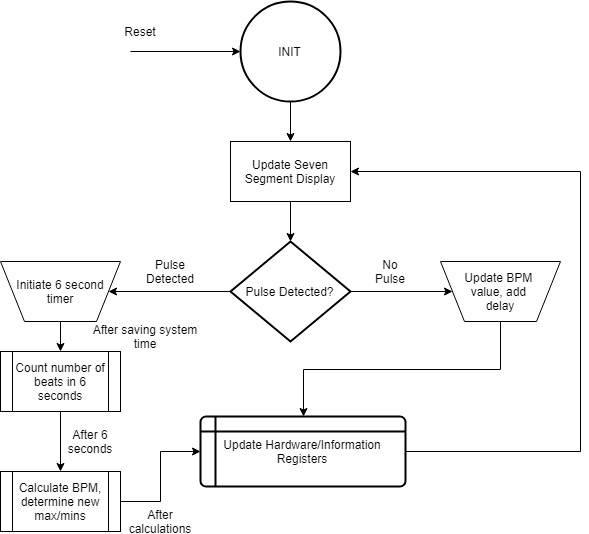 Reset
INIT
Update Seven
Segment Display
Pulse Detected?
Pulse
Detected
No
Pulse
Initiate 6 second
timer
Update BPM
value, add
delay
After saving system
time
Count number of
beats in 6
seconds
After 6
seconds
Update Hardware/Information
Registers
Calculate BPM,
determine new
max/mins
After
calculations